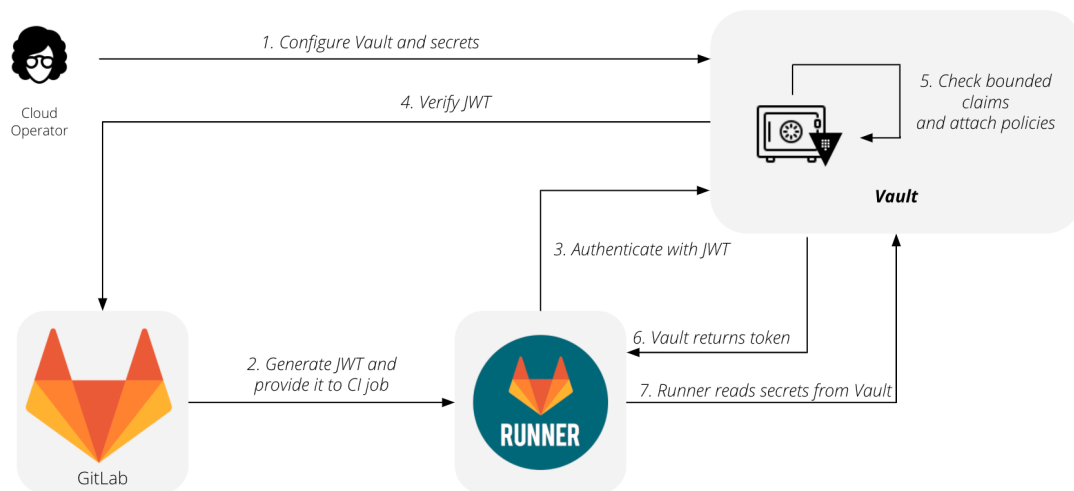 1. Configure Vault and secrets
Cloud
Operator
4. Verify JWT
5. Check bounded
claims
and attach policies
Vault
3. Authenticate with JWT
6. Vault returns token
2. Generate JWT and
provide it to CI job
7. Runner reads secrets from Vault
RUNNER
GitLab